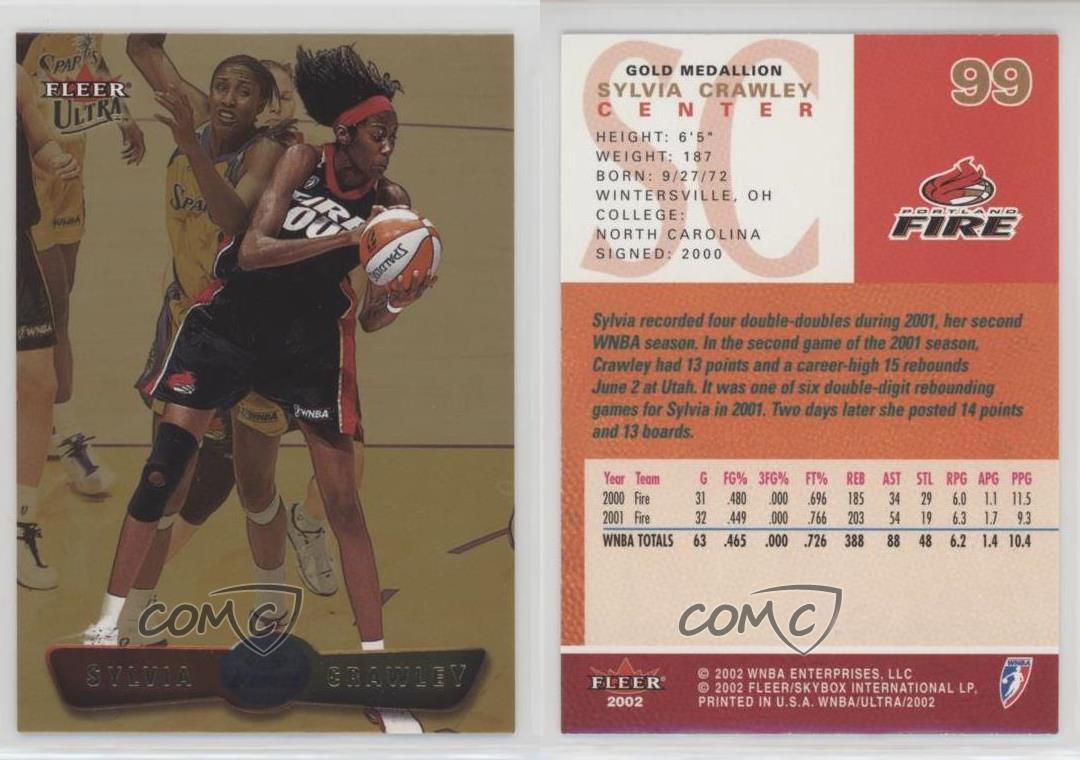 SPARKS
FLEER
ULTRA
SPA
WNBA
FIRE
00
SPALDING
WNBA
WNBA
WNBA
COMC
SYLVIA CRAWLEY
SC
GOLD MEDALLION
SYLVIA CRAWLEY
CENTER
HEIGHT: 6'5"
WEIGHT: 187
BORN: 9/27/72
WINTERSVILLE, OH
COLLEGE:
NORTH CAROLINA
SIGNED: 2000
99
PORTLAND
FIRE
Sylvia recorded four double-doubles during 2001, her second
WNBA season. In the second game of the 2001 season,
Crawley had 13 points and a career-high 15 rebounds
June 2 at Utah. It was one of six double-digit rebounding
games for Sylvia in 2001. Two days later she posted 14 points
and 13 boards.
Year Team G FG% 3FG% FT% REB AST STL RPG APG PPG
2000 Fire 31 .480 .000 .696 185 34 29 6.0 1.1 11.5
2001 Fire 32 .449 .000 .766 203 54 19 6.3 1.7 9.3
WNBA TOTALS 63 .465 .000 .726 388 88 48 6.2 1.4 10.4
COMC
FLEER
2002
© 2002 WNBA ENTERPRISES, LLC
© 2002 FLEER/SKYBOX INTERNATIONAL LP,
PRINTED IN U.S.A. WNBA/ULTRA/2002
WNBA